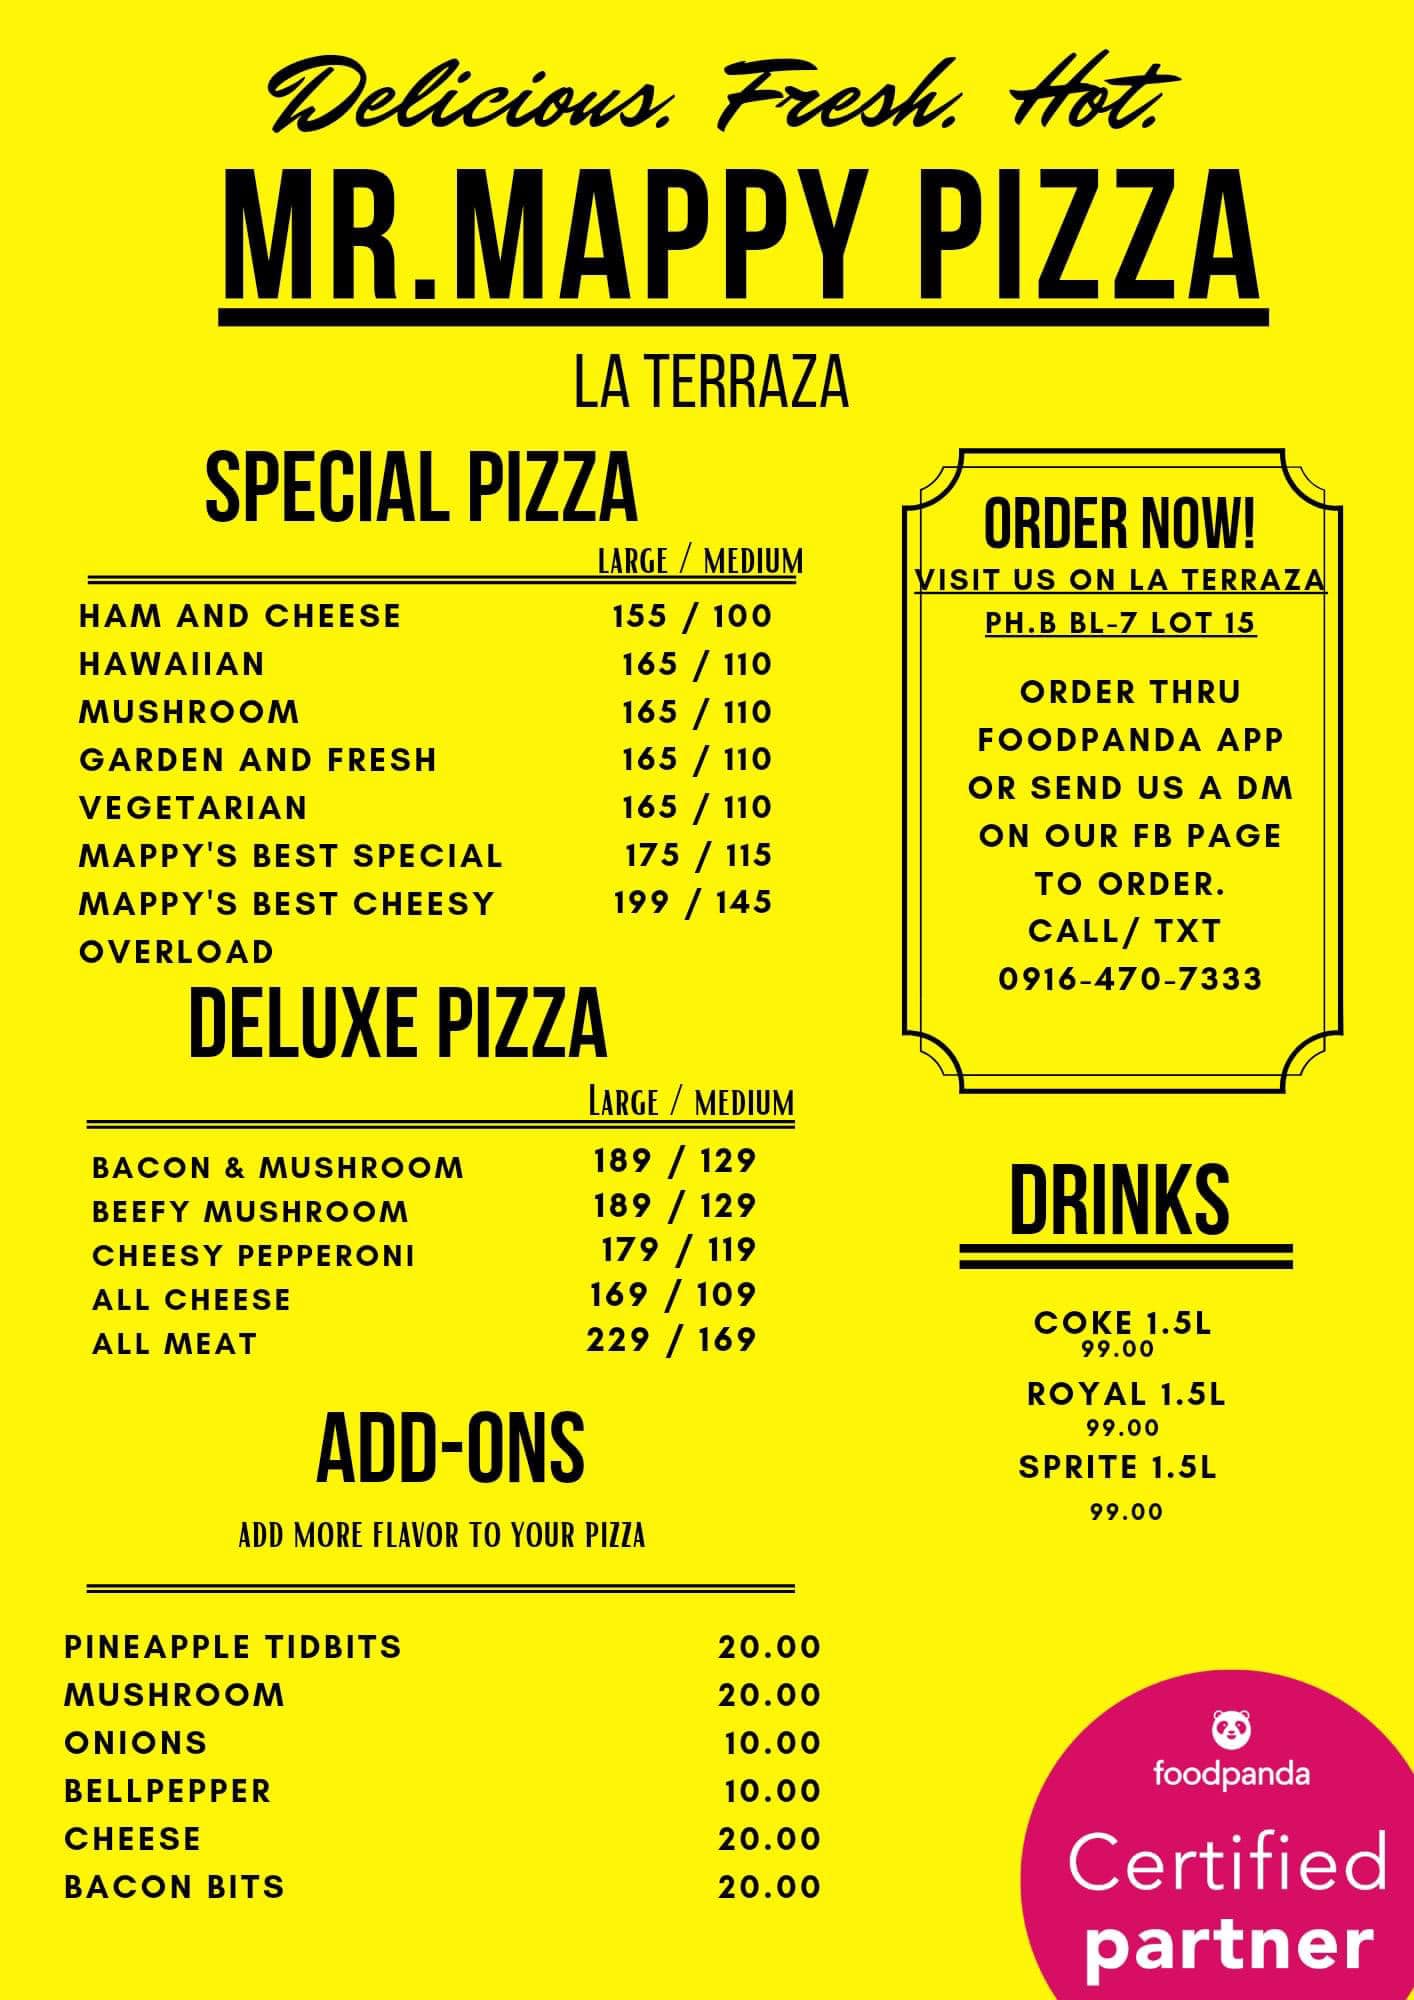 Delicious. Fresh. Hot.
MR.MAPPY PIZZA
LA TERRAZA
SPECIAL PIZZA
LARGE / MEDIUM
HAM AND CHEESE 155 / 100
HAWAIIAN 165 / 110
MUSHROOM 165 / 110
GARDEN AND FRESH 165 / 110
VEGETARIAN 165 / 110
MAPPY'S BEST SPECIAL 175 / 115
MAPPY'S BEST CHEESY 199 / 145
OVERLOAD
DELUXE PIZZA
LARGE / MEDIUM
BACON & MUSHROOM 189 / 129
BEEFY MUSHROOM 189 / 129
CHEESY PEPPERONI 179 / 119
ALL CHEESE 169 / 109
ALL MEAT 229 / 169
ADD-ONS
ADD MORE FLAVOR TO YOUR PIZZA
PINEAPPLE TIDBITS 20.00
MUSHROOM 20.00
ONIONS 10.00
BELLPEPPER 10.00
CHEESE 20.00
BACON BITS 20.00
ORDER NOW!
VISIT US ON LA TERRAZA
PH.B BL-7 LOT 15
ORDER THRU
FOODPANDA APP
OR SEND US A DM
ON OUR FB PAGE
TO ORDER.
CALL/ TXT
0916-470-7333
DRINKS
COKE 1.5L
99.00
ROYAL 1.5L
99.00
SPRITE 1.5L
99.00
foodpanda
Certified
partner